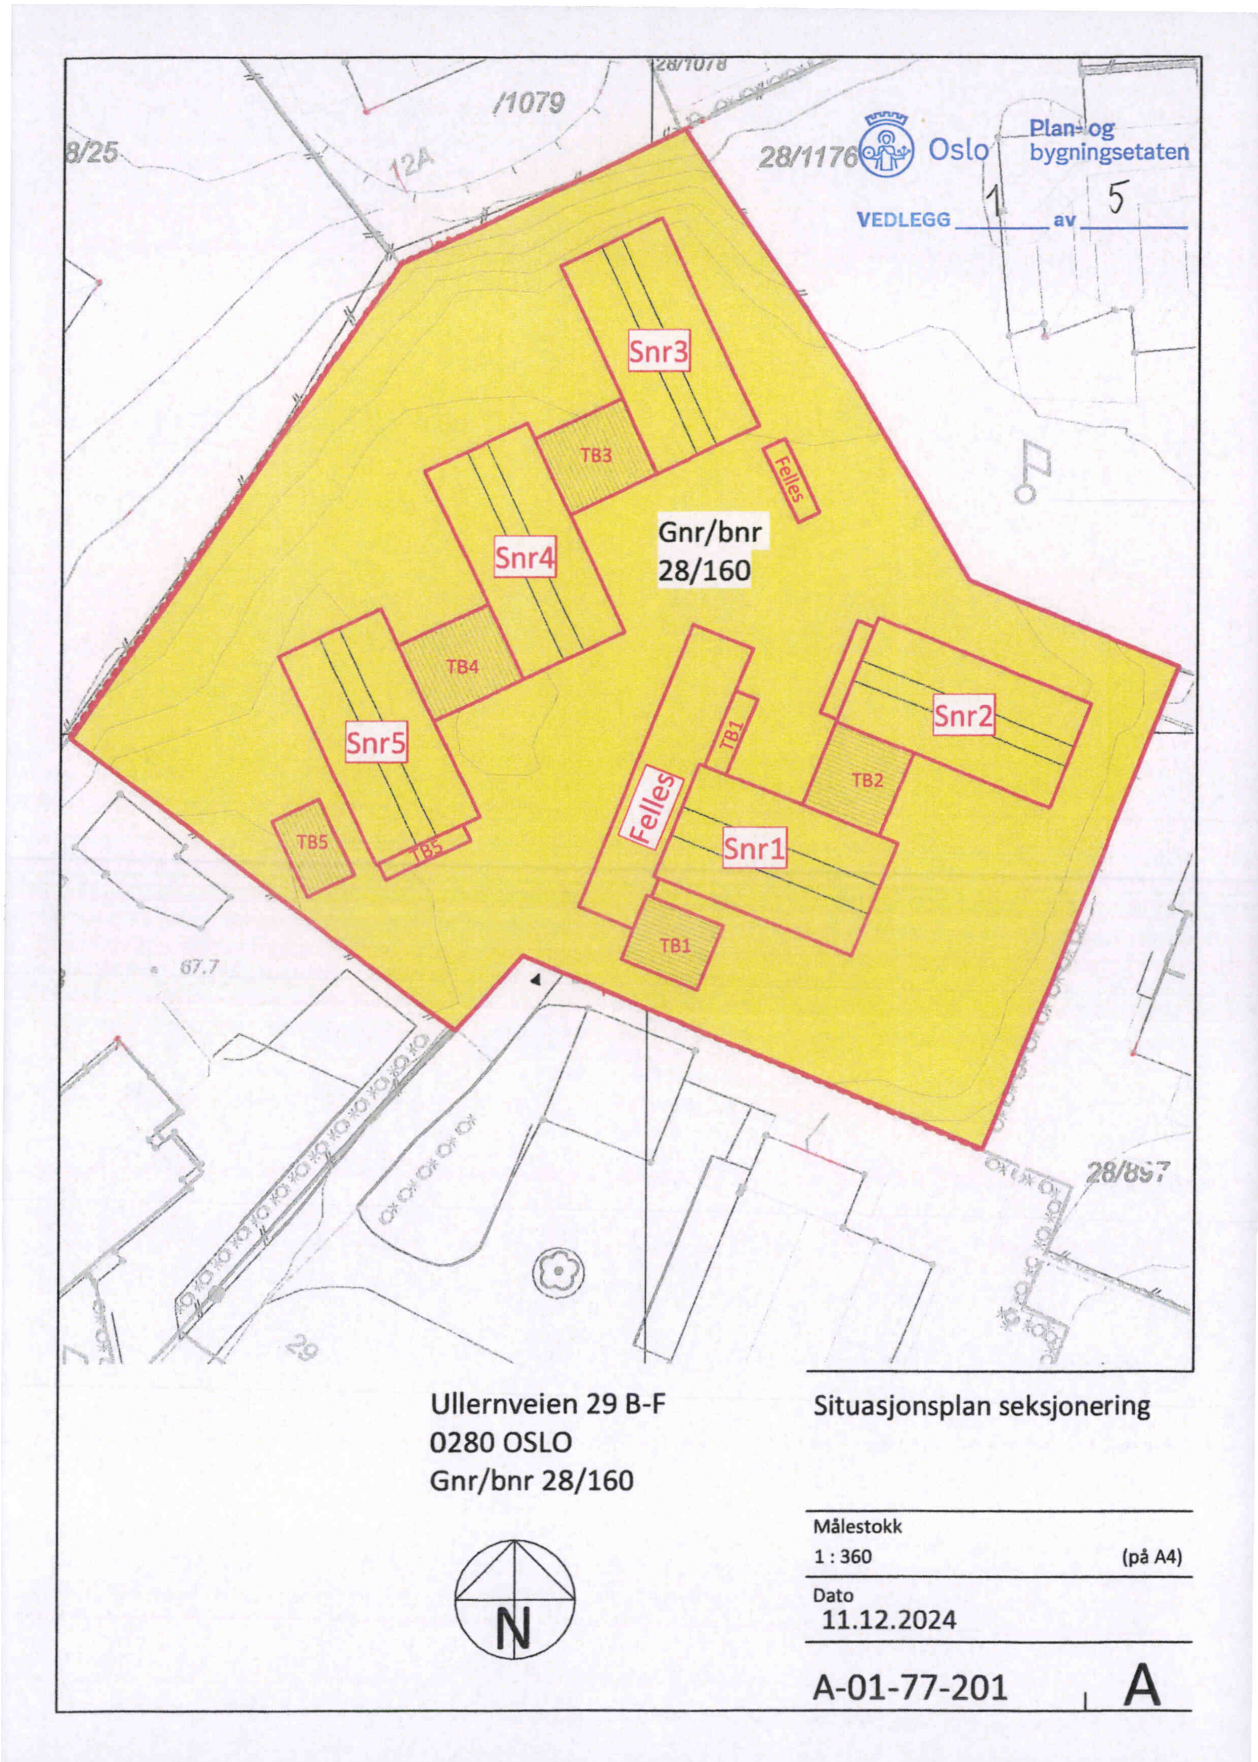 28/1078
/1079
8/25
12A
28/1176
Oslo
Plan- og
bygningsetaten
VEDLEGG 1 av 5
Snr3
TB3
Felles
Snr4
Gnr/bnr
28/160
TB4
Snr2
Snr5
TB1
TB2
Felles
Snr1
TB5
TB5
TB1
67.7
28/897
29
Ullernveien 29 B-F
0280 OSLO
Gnr/bnr 28/160
N
Situasjonsplan seksjonering
Målestokk
1 : 360 (på A4)
Dato
11.12.2024
A-01-77-201 A